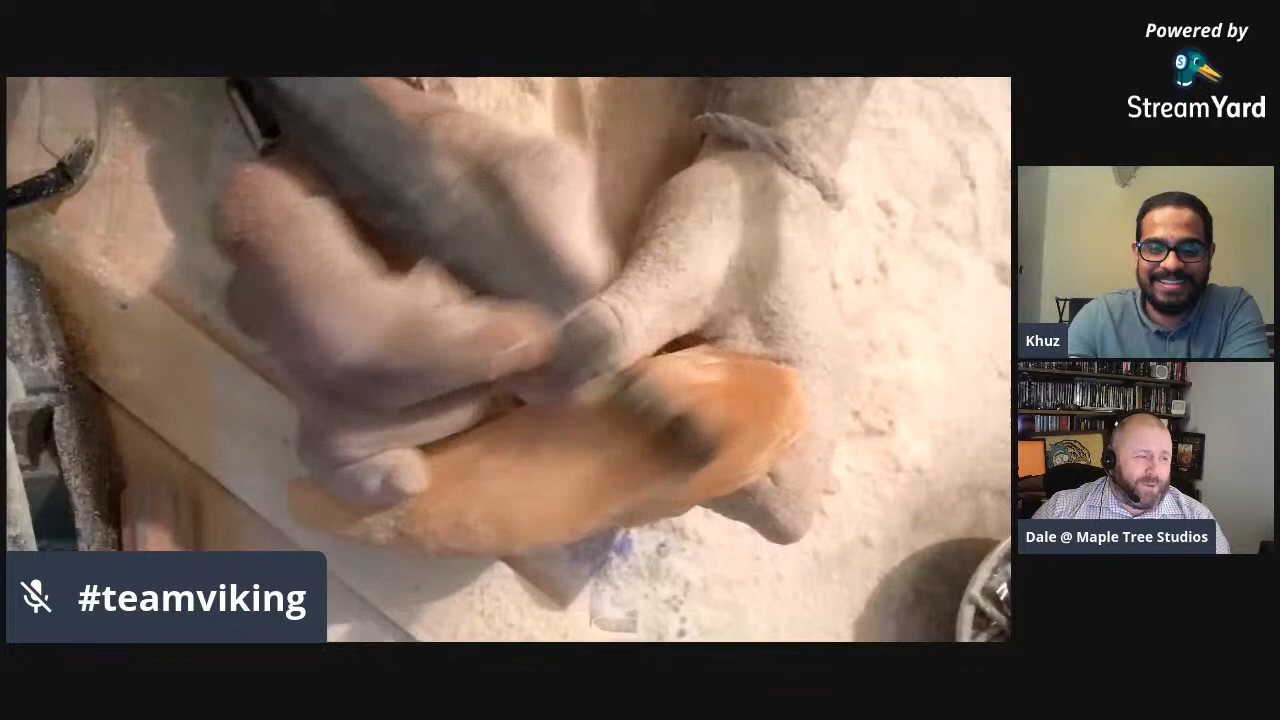 Powered by
StreamYard
Khuz
Dale @ Maple Tree Studios
#teamviking